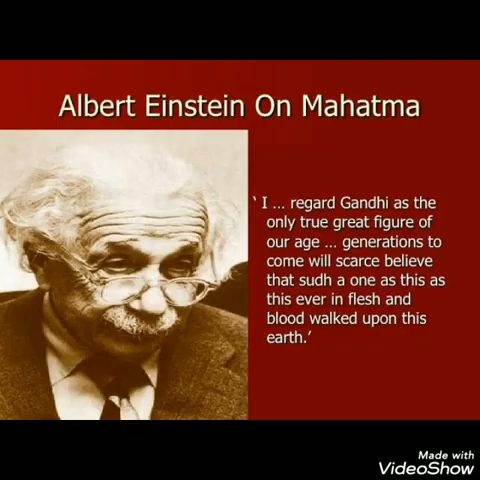 Albert Einstein On Mahatma
‘ I ... regard Gandhi as the
only true great figure of
our age ... generations to
come will scarce believe
that sudh a one as this as
this ever in flesh and
blood walked upon this
earth.’
Made with
VideoShow